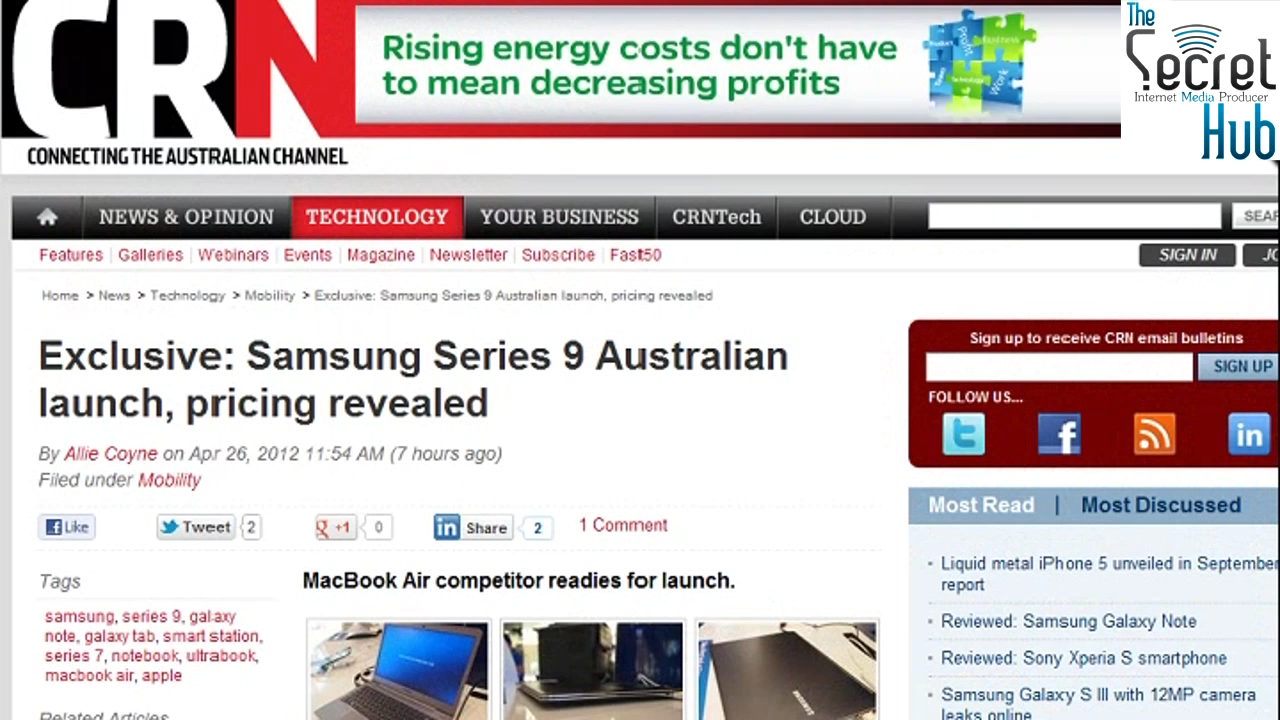 CRN
CONNECTING THE AUSTRALIAN CHANNEL
Rising energy costs don't have
to mean decreasing profits
Product
People
Business
Technology
Work
The
Secret
Internet Media Producer
Hub
NEWS & OPINION TECHNOLOGY YOUR BUSINESS CRNTech CLOUD SEAR
Features Galleries Webinars Events Magazine Newsletter Subscribe Fast50 SIGN IN JO
Home > News > Technology > Mobility > Exclusive: Samsung Series 9 Australian launch, pricing revealed
Exclusive: Samsung Series 9 Australian
launch, pricing revealed
By Allie Coyne on Apr 26, 2012 11:54 AM (7 hours ago)
Filed under Mobility
Like Tweet 2 +1 0 in Share 2 1 Comment
Tags
samsung, series 9, galaxy
note, galaxy tab, smart station,
series 7, notebook, ultrabook,
macbook air, apple
Related Articles
MacBook Air competitor readies for launch.
SAMSUNG
Sign up to receive CRN email bulletins
SIGN UP
FOLLOW US...
Most Read | Most Discussed
Liquid metal iPhone 5 unveiled in September:
report
Reviewed: Samsung Galaxy Note
Reviewed: Sony Xperia S smartphone
Samsung Galaxy S III with 12MP camera
leaks online